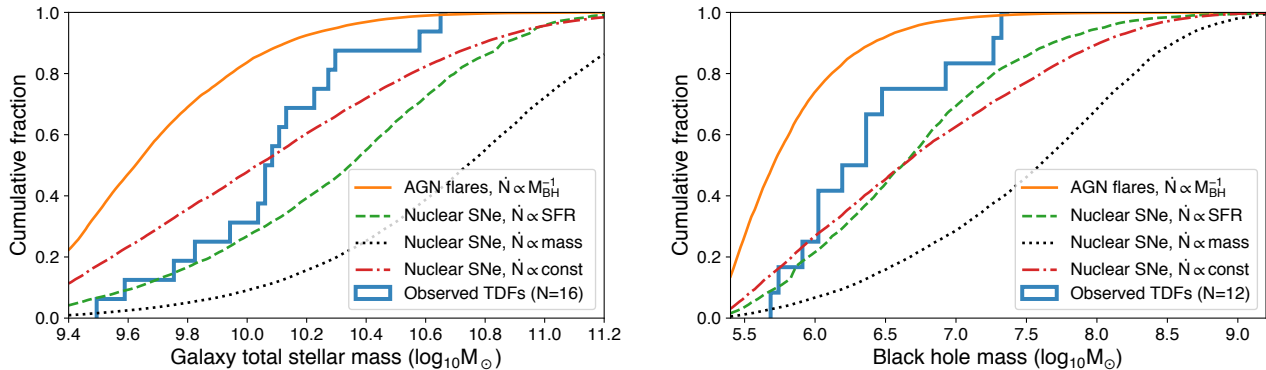 1.0
0.8
0.6
0.4
0.2
0.0
Cumulative fraction
AGN flares, Ṅ ∝ M_BH^-1
Nuclear SNe, Ṅ ∝ SFR
Nuclear SNe, Ṅ ∝ mass
Nuclear SNe, Ṅ ∝ const
Observed TDFs (N=16)
9.4 9.6 9.8 10.0 10.2 10.4 10.6 10.8 11.0 11.2
Galaxy total stellar mass (log₁₀M☉)
1.0
0.8
0.6
0.4
0.2
0.0
Cumulative fraction
AGN flares, Ṅ ∝ M_BH^-1
Nuclear SNe, Ṅ ∝ SFR
Nuclear SNe, Ṅ ∝ mass
Nuclear SNe, Ṅ ∝ const
Observed TDFs (N=12)
5.5 6.0 6.5 7.0 7.5 8.0 8.5 9.0
Black hole mass (log₁₀M☉)